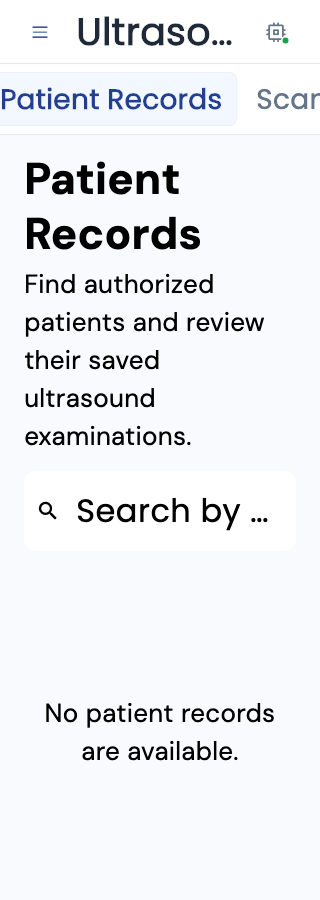 Ultraso...
Patient Records
Scan
Patient
Records
Find authorized
patients and review
their saved
ultrasound
examinations.
Search by ...
No patient records
are available.